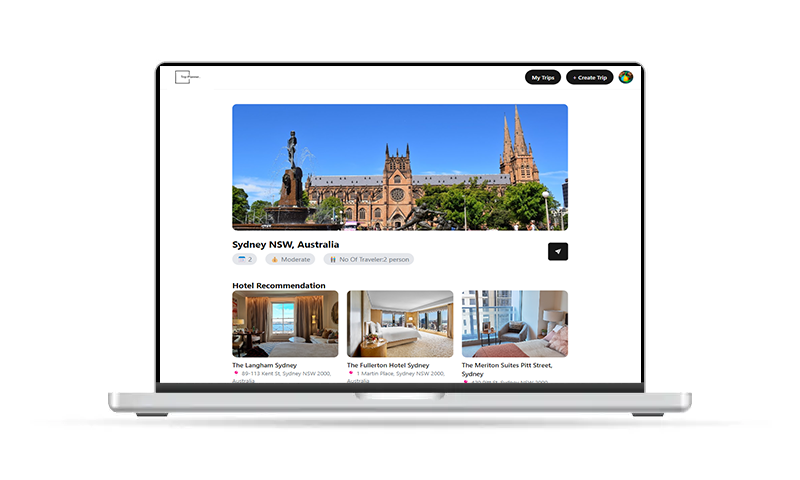 My Trips
+ Create Trip
Sydney NSW, Australia
2
Moderate
No Of Traveler:2 person
Hotel Recommendation
The Langham Sydney
89-113 Kent St, Sydney NSW 2000,
Australia
The Fullerton Hotel Sydney
1 Martin Place, Sydney NSW 2000,
Australia
The Meriton Suites Pitt Street,
Sydney